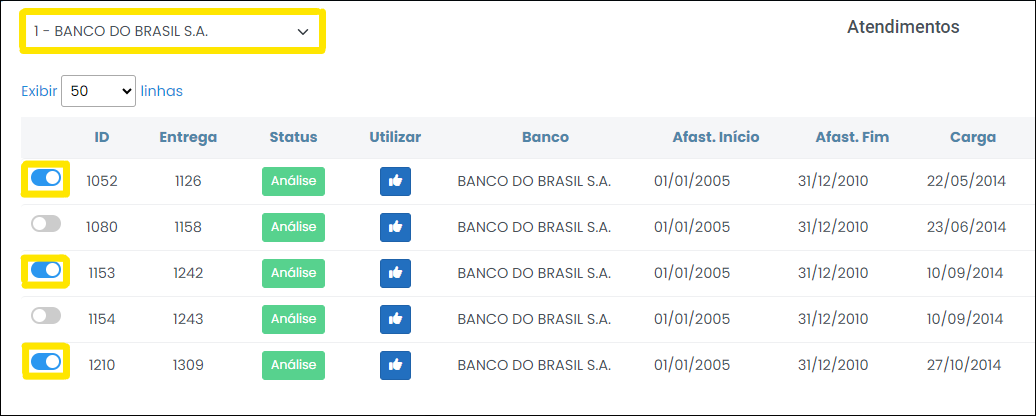 1 - BANCO DO BRASIL S.A. Atendimentos
Exibir 50 linhas
ID Entrega Status Utilizar Banco Afast. Início Afast. Fim Carga
1052 1126 Análise BANCO DO BRASIL S.A. 01/01/2005 31/12/2010 22/05/2014
1080 1158 Análise BANCO DO BRASIL S.A. 01/01/2005 31/12/2010 23/06/2014
1153 1242 Análise BANCO DO BRASIL S.A. 01/01/2005 31/12/2010 10/09/2014
1154 1243 Análise BANCO DO BRASIL S.A. 01/01/2005 31/12/2010 10/09/2014
1210 1309 Análise BANCO DO BRASIL S.A. 01/01/2005 31/12/2010 27/10/2014